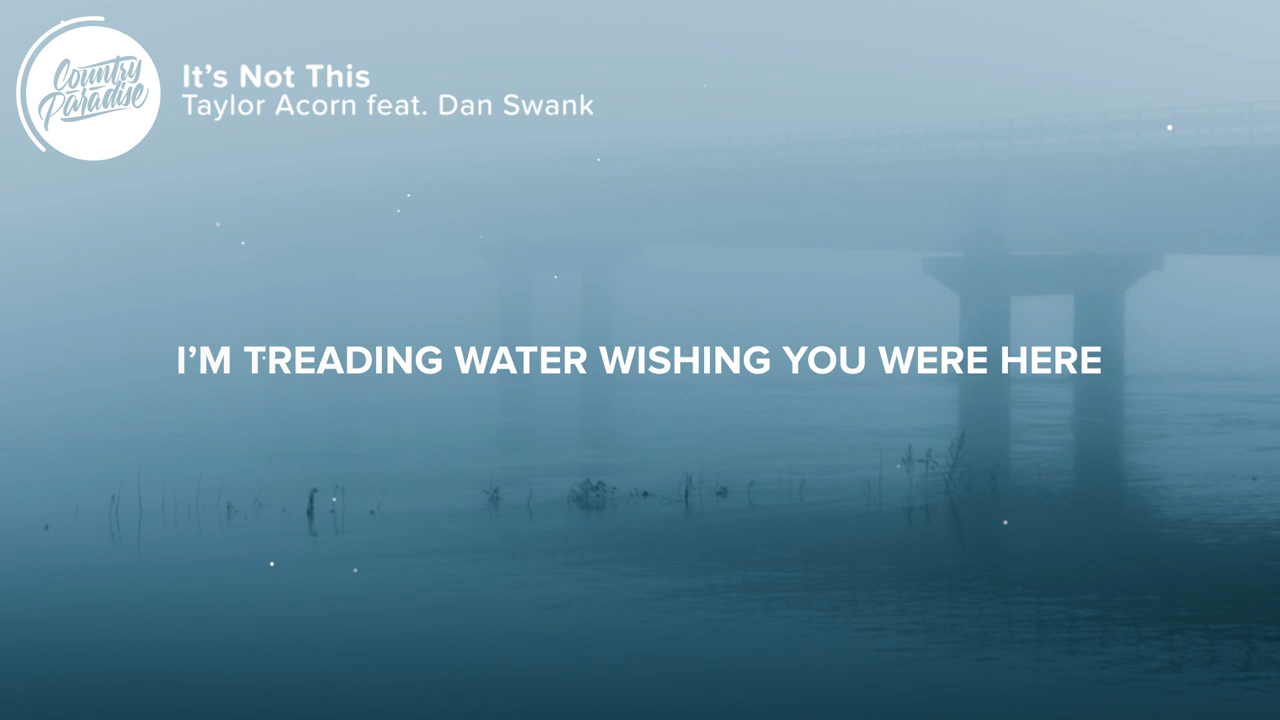 Country
Paradise
It's Not This
Taylor Acorn feat. Dan Swank
I'M TREADING WATER WISHING YOU WERE HERE